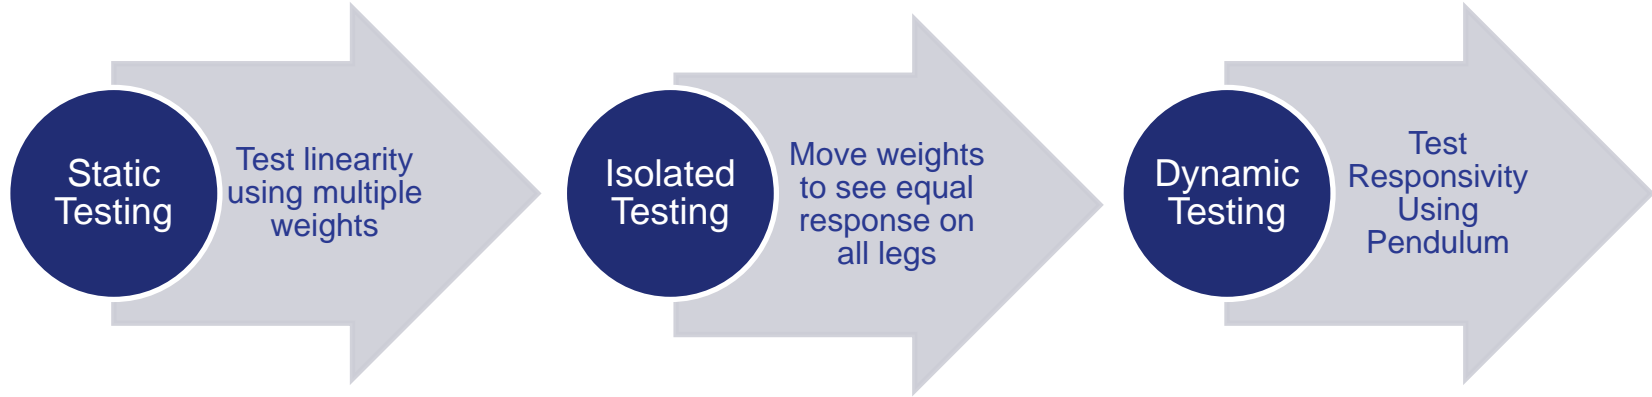 Static
Testing
Test linearity
using multiple
weights
Isolated
Testing
Move weights
to see equal
response on
all legs
Dynamic
Testing
Test
Responsivity
Using
Pendulum